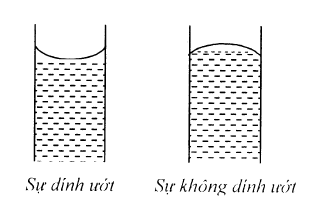 Sự dính ướt
Sự không dính ướt